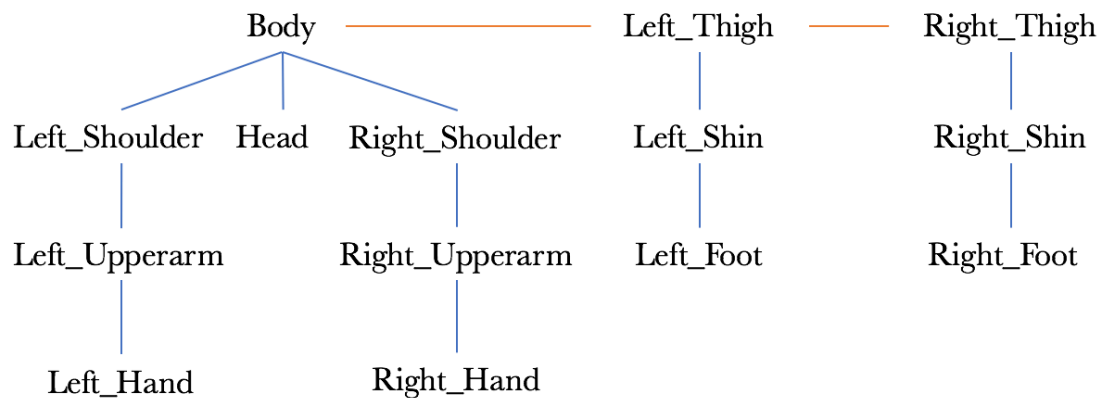 Body Left_Thigh Right_Thigh
Left_Shoulder Head Right_Shoulder Left_Shin Right_Shin
Left_Upperarm Right_Upperarm Left_Foot Right_Foot
Left_Hand Right_Hand